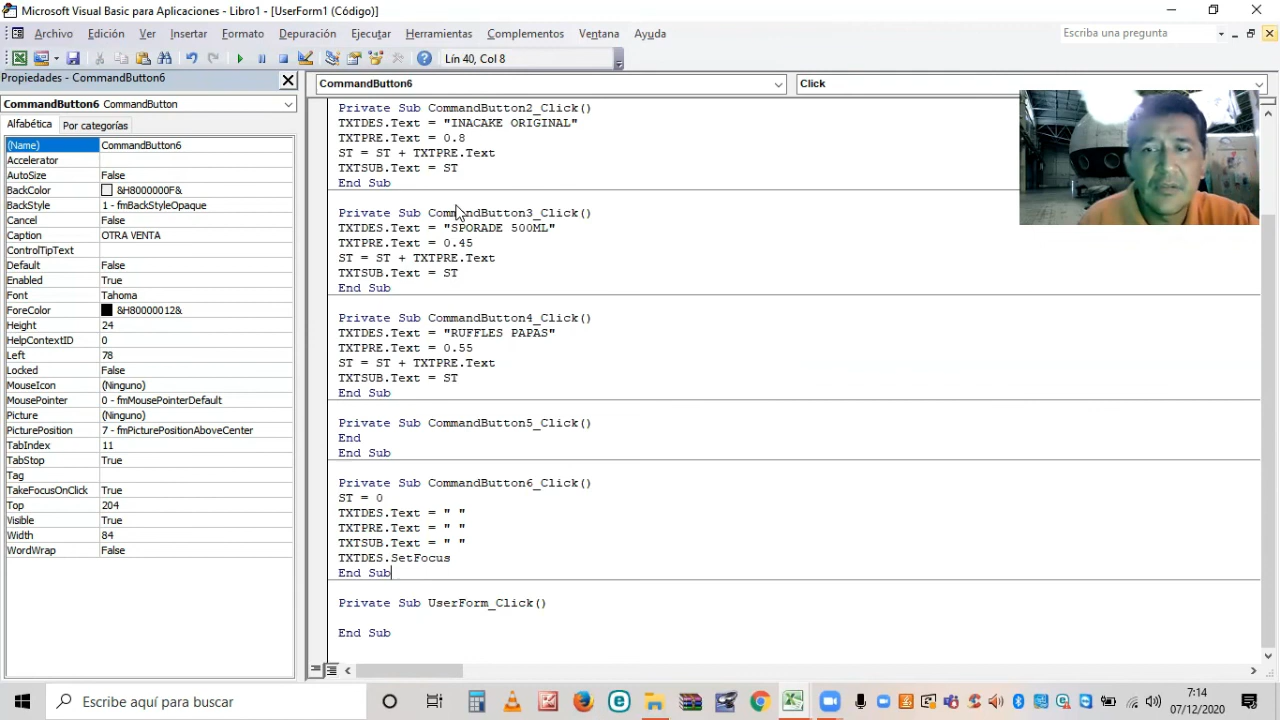 Microsoft Visual Basic para Aplicaciones - Libro1 - [UserForm1 (Código)]
Archivo Edición Ver Insertar Formato Depuración Ejecutar Herramientas Complementos Ventana Ayuda
Escriba una pregunta
Lín 40, Col 8
Propiedades - CommandButton6
CommandButton6 CommandButton
Alfabética Por categorías
(Name) CommandButton6
Accelerator
AutoSize False
BackColor &H8000000F&
BackStyle 1 - fmBackStyleOpaque
Cancel False
Caption OTRA VENTA
ControlTipText
Default False
Enabled True
Font Tahoma
ForeColor &H80000012&
Height 24
HelpContextID 0
Left 78
Locked False
MouseIcon (Ninguno)
MousePointer 0 - fmMousePointerDefault
Picture (Ninguno)
PicturePosition 7 - fmPicturePositionAboveCenter
TabIndex 11
TabStop True
Tag
TakeFocusOnClick True
Top 204
Visible True
Width 84
WordWrap False
CommandButton6 Click
Private Sub CommandButton2_Click()
TXTDES.Text = "INACAKE ORIGINAL"
TXTPRE.Text = 0.8
ST = ST + TXTPRE.Text
TXTSUB.Text = ST
End Sub
Private Sub CommandButton3_Click()
TXTDES.Text = "SPORADE 500ML"
TXTPRE.Text = 0.45
ST = ST + TXTPRE.Text
TXTSUB.Text = ST
End Sub
Private Sub CommandButton4_Click()
TXTDES.Text = "RUFFLES PAPAS"
TXTPRE.Text = 0.55
ST = ST + TXTPRE.Text
TXTSUB.Text = ST
End Sub
Private Sub CommandButton5_Click()
End
End Sub
Private Sub CommandButton6_Click()
ST = 0
TXTDES.Text = " "
TXTPRE.Text = " "
TXTSUB.Text = " "
TXTDES.SetFocus
End Sub
Private Sub UserForm_Click()
End Sub
Escribe aquí para buscar
7:14
07/12/2020